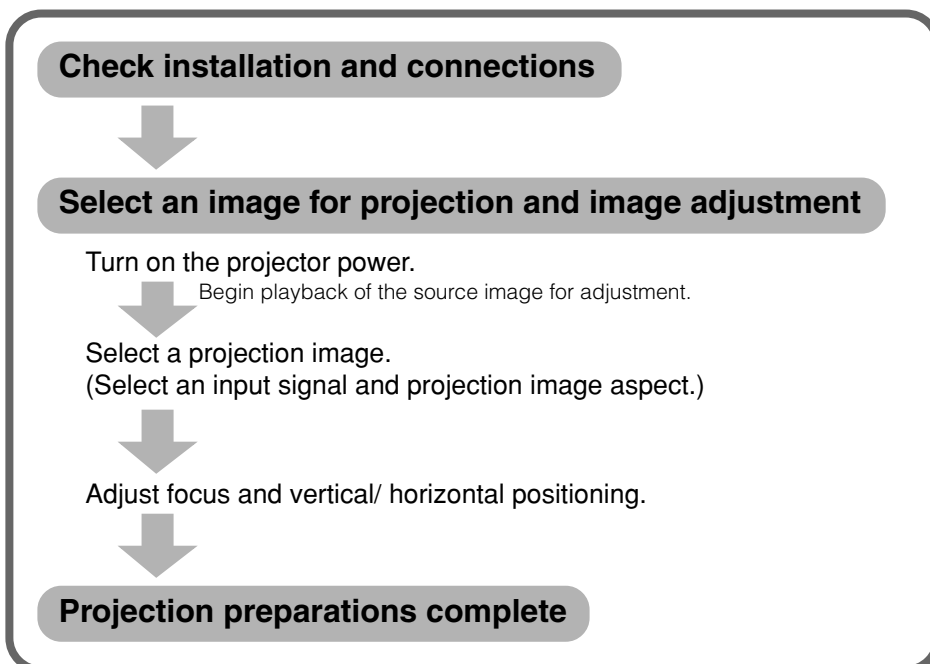 Check installation and connections
Select an image for projection and image adjustment
Turn on the projector power.
Begin playback of the source image for adjustment.
Select a projection image.
(Select an input signal and projection image aspect.)
Adjust focus and vertical/ horizontal positioning.
Projection preparations complete